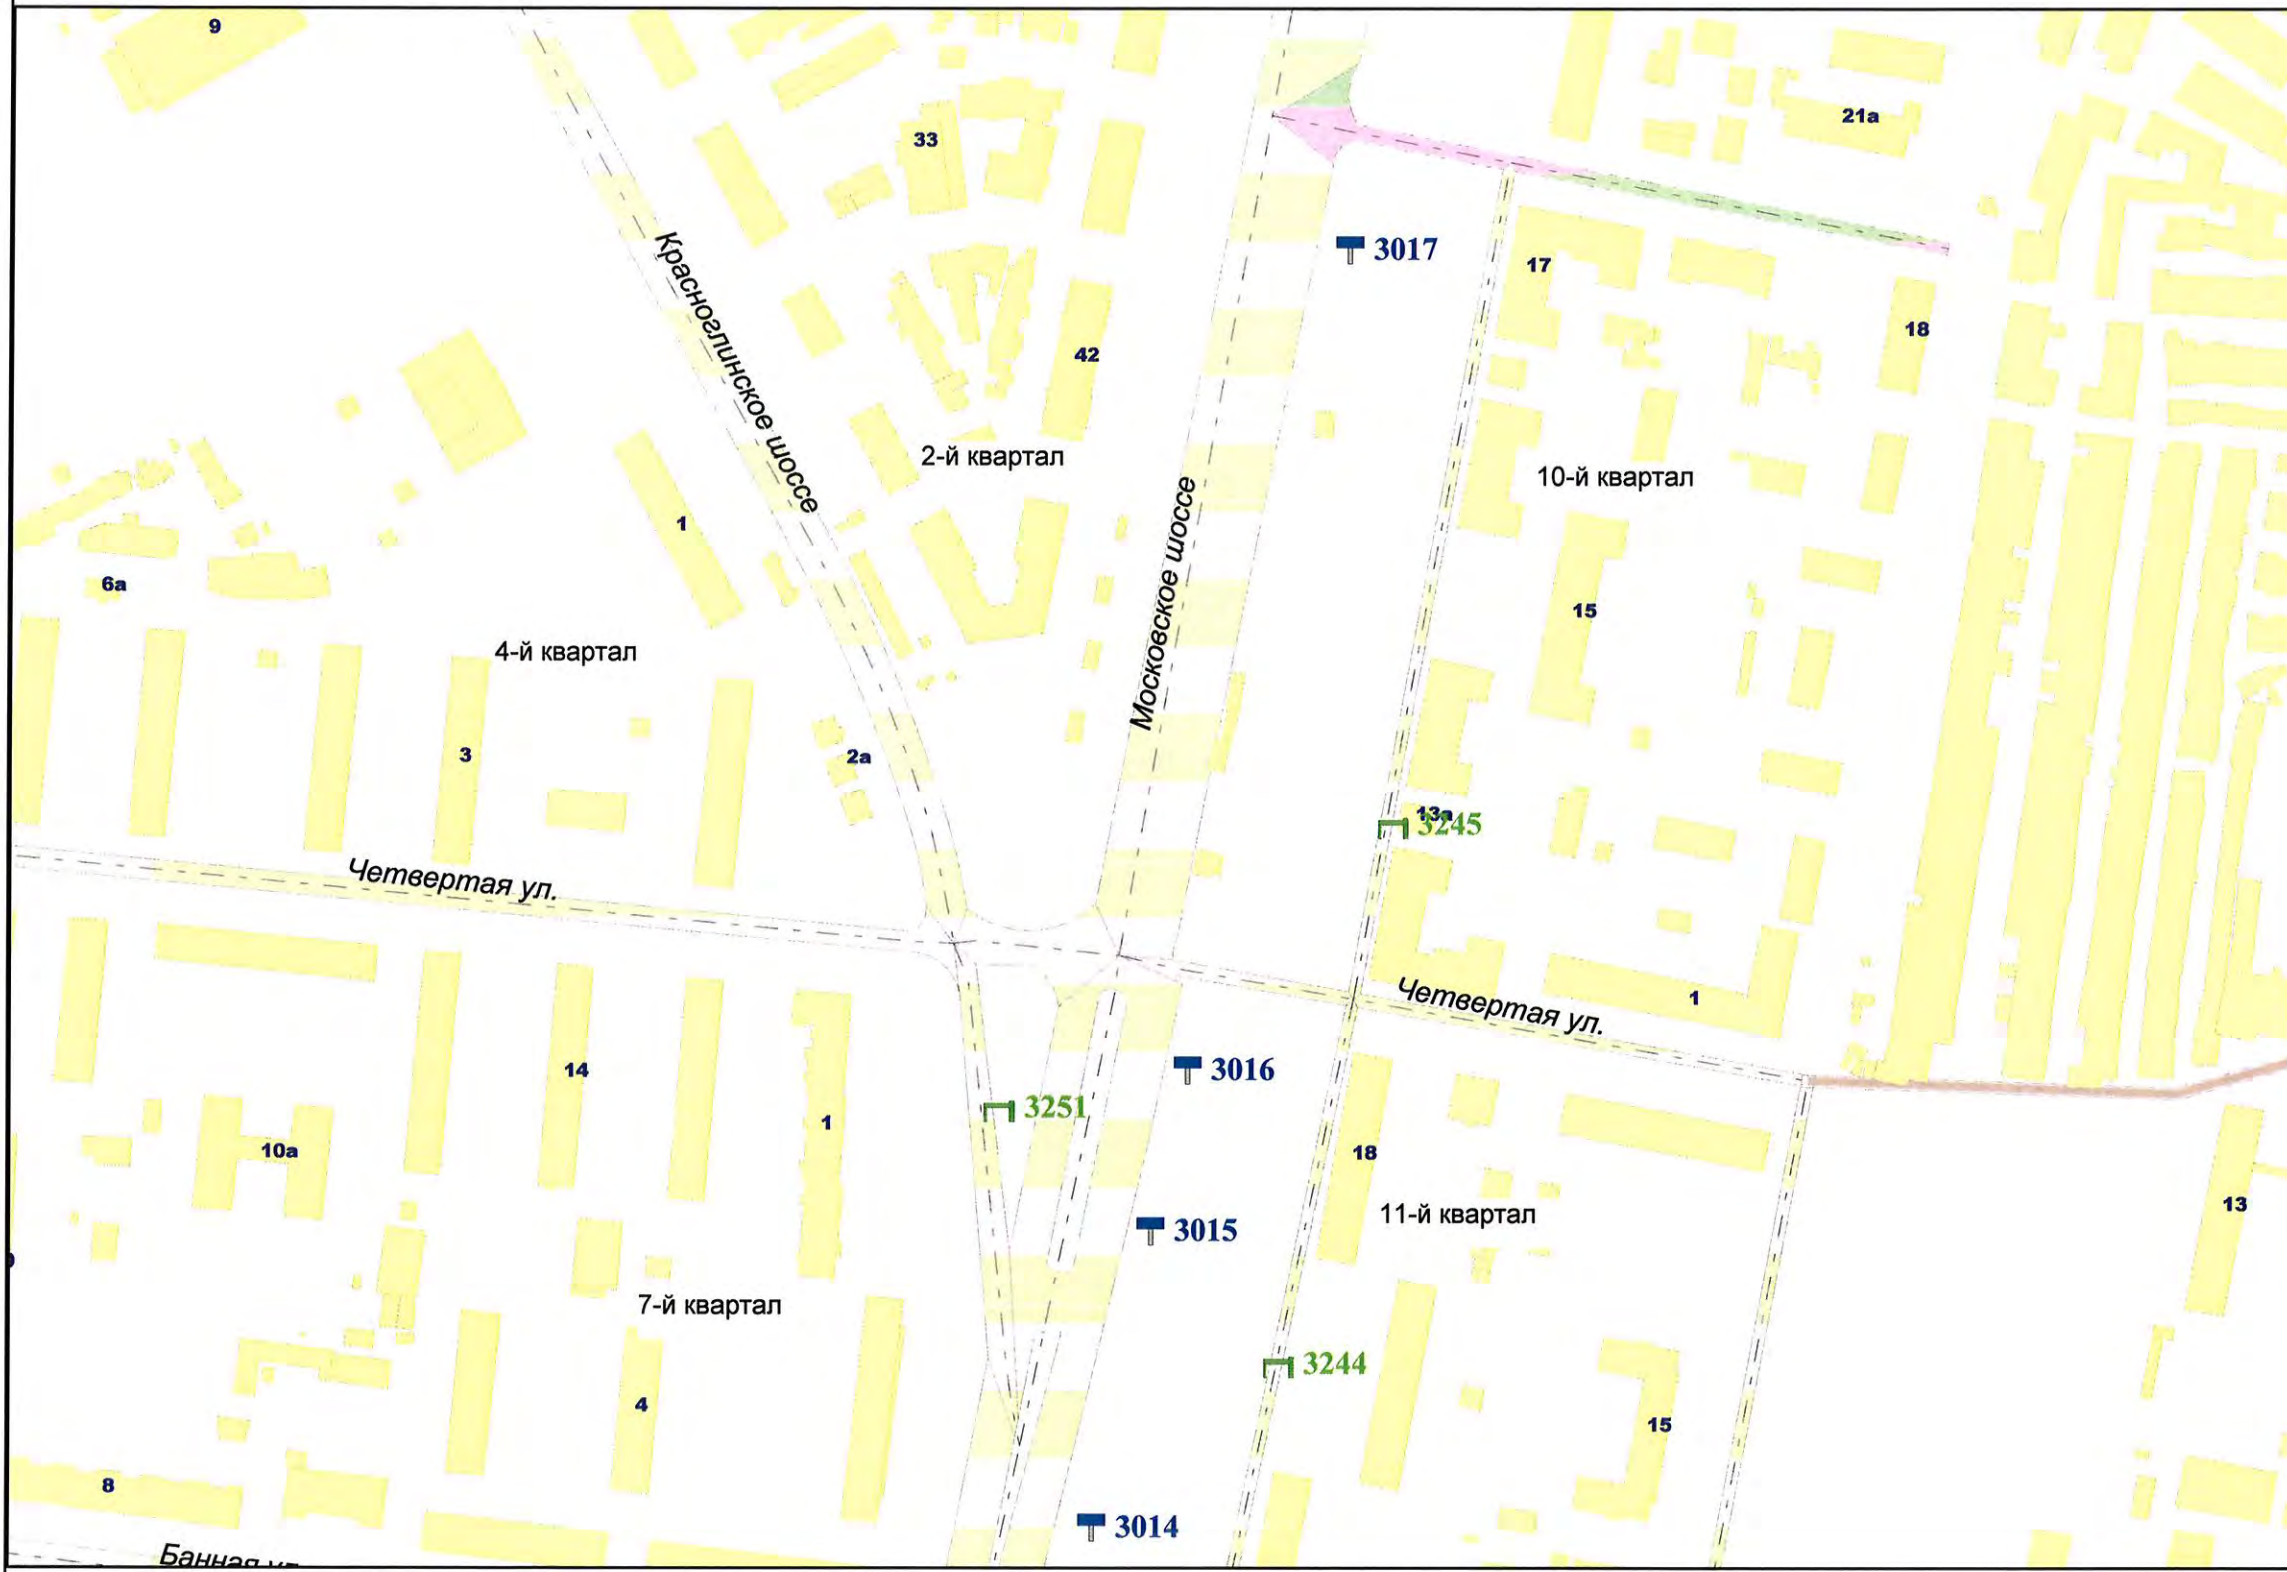 9
33
21а
3017
17
18
Красноглинское шоссе
42
2-й квартал
10-й квартал
Московское шоссе
1
6а
15
4-й квартал
3
2а
13а
3245
Четвертая ул.
Четвертая ул.
1
3016
14
3251
1
10а
18
13
11-й квартал
3015
7-й квартал
3244
4
15
8
3014
Банная